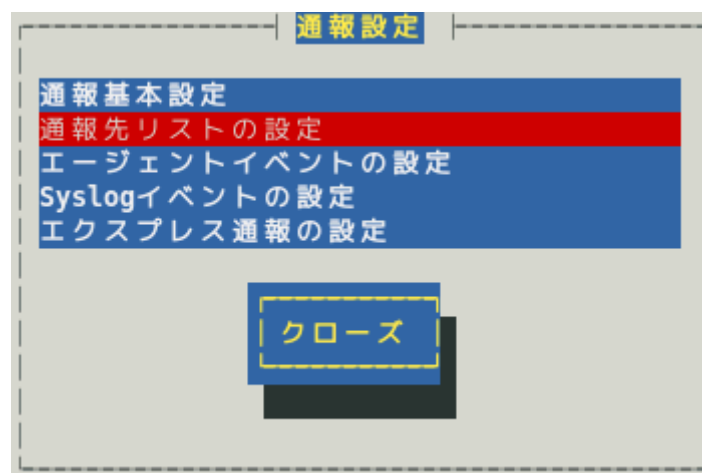 通報設定
通報基本設定
通報先リストの設定
エージェントイベントの設定
Syslogイベントの設定
エクスプレス通報の設定
クローズ